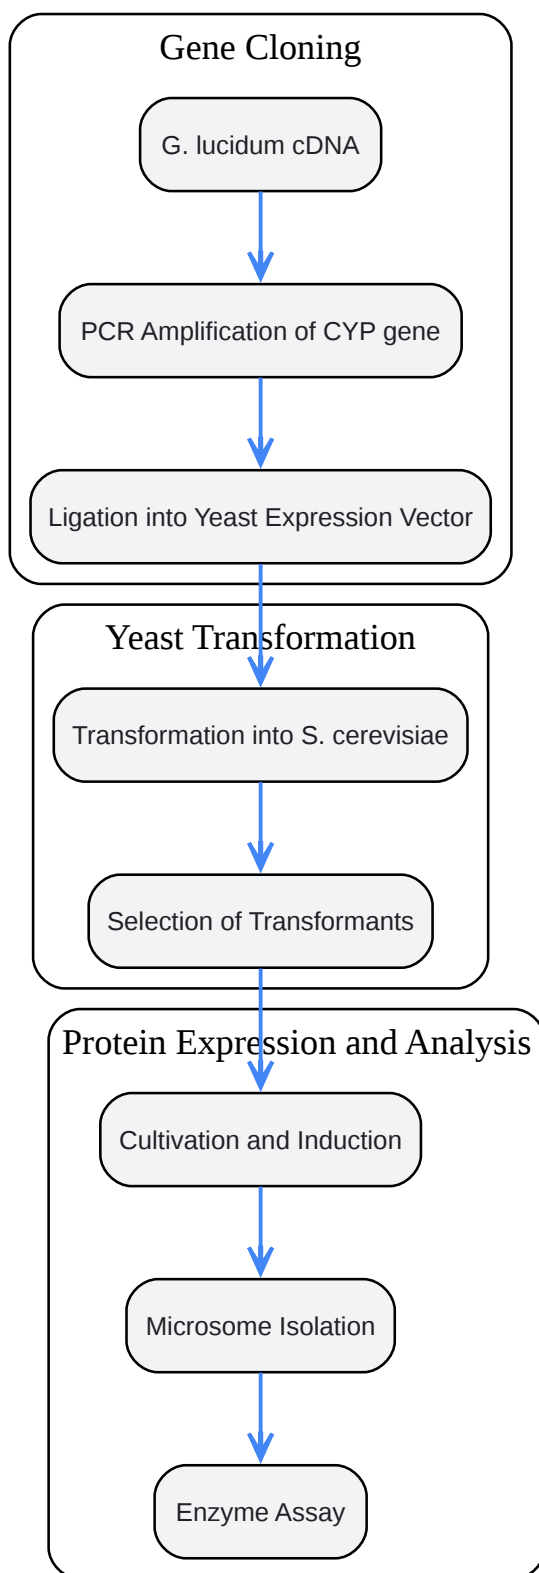 Gene Cloning
G. lucidum cDNA
PCR Amplification of CYP gene
Ligation into Yeast Expression Vector
Yeast Transformation
Transformation into S. cerevisiae
Selection of Transformants
Protein Expression and Analysis
Cultivation and Induction
Microsome Isolation
Enzyme Assay